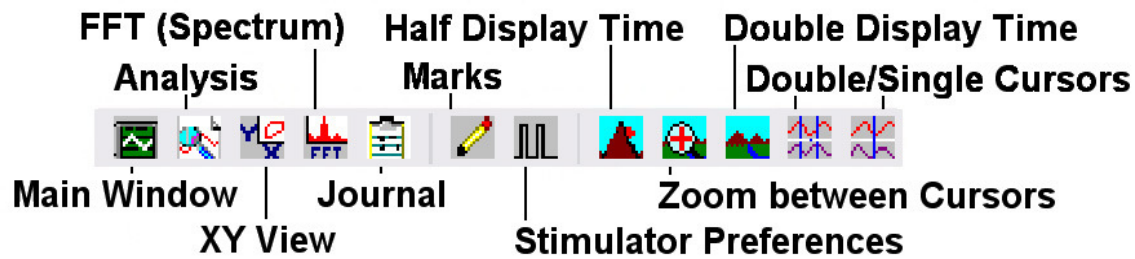 FFT (Spectrum) Half Display Time Double Display Time
Analysis Marks Double/Single Cursors
Y X FFT
Main Window Journal Zoom between Cursors
XY View Stimulator Preferences